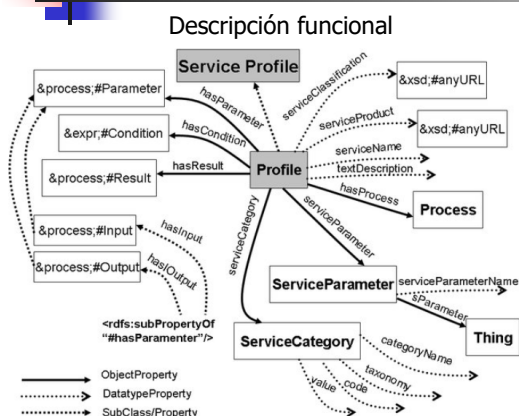 Descripción funcional
Service Profile
serviceClassification
&xsd;#anyURL
&process;#Parameter
hasParameter
serviceProduct
&xsd;#anyURL
&expr;#Condition
hasCondition
serviceName
textDescription
&process;#Result
hasResult
Profile
hasProcess
Process
serviceCategory
serviceParameter
&process;#Input
hasInput
&process;#Output
hasIOutput
ServiceParameter
serviceParameterName
sParameter
Thing
<rdfs:subPropertyOf
"#hasParamenter"/>
ServiceCategory
categoryName
taxonomy
code
value
ObjectProperty
DatatypeProperty
SubClass/Property